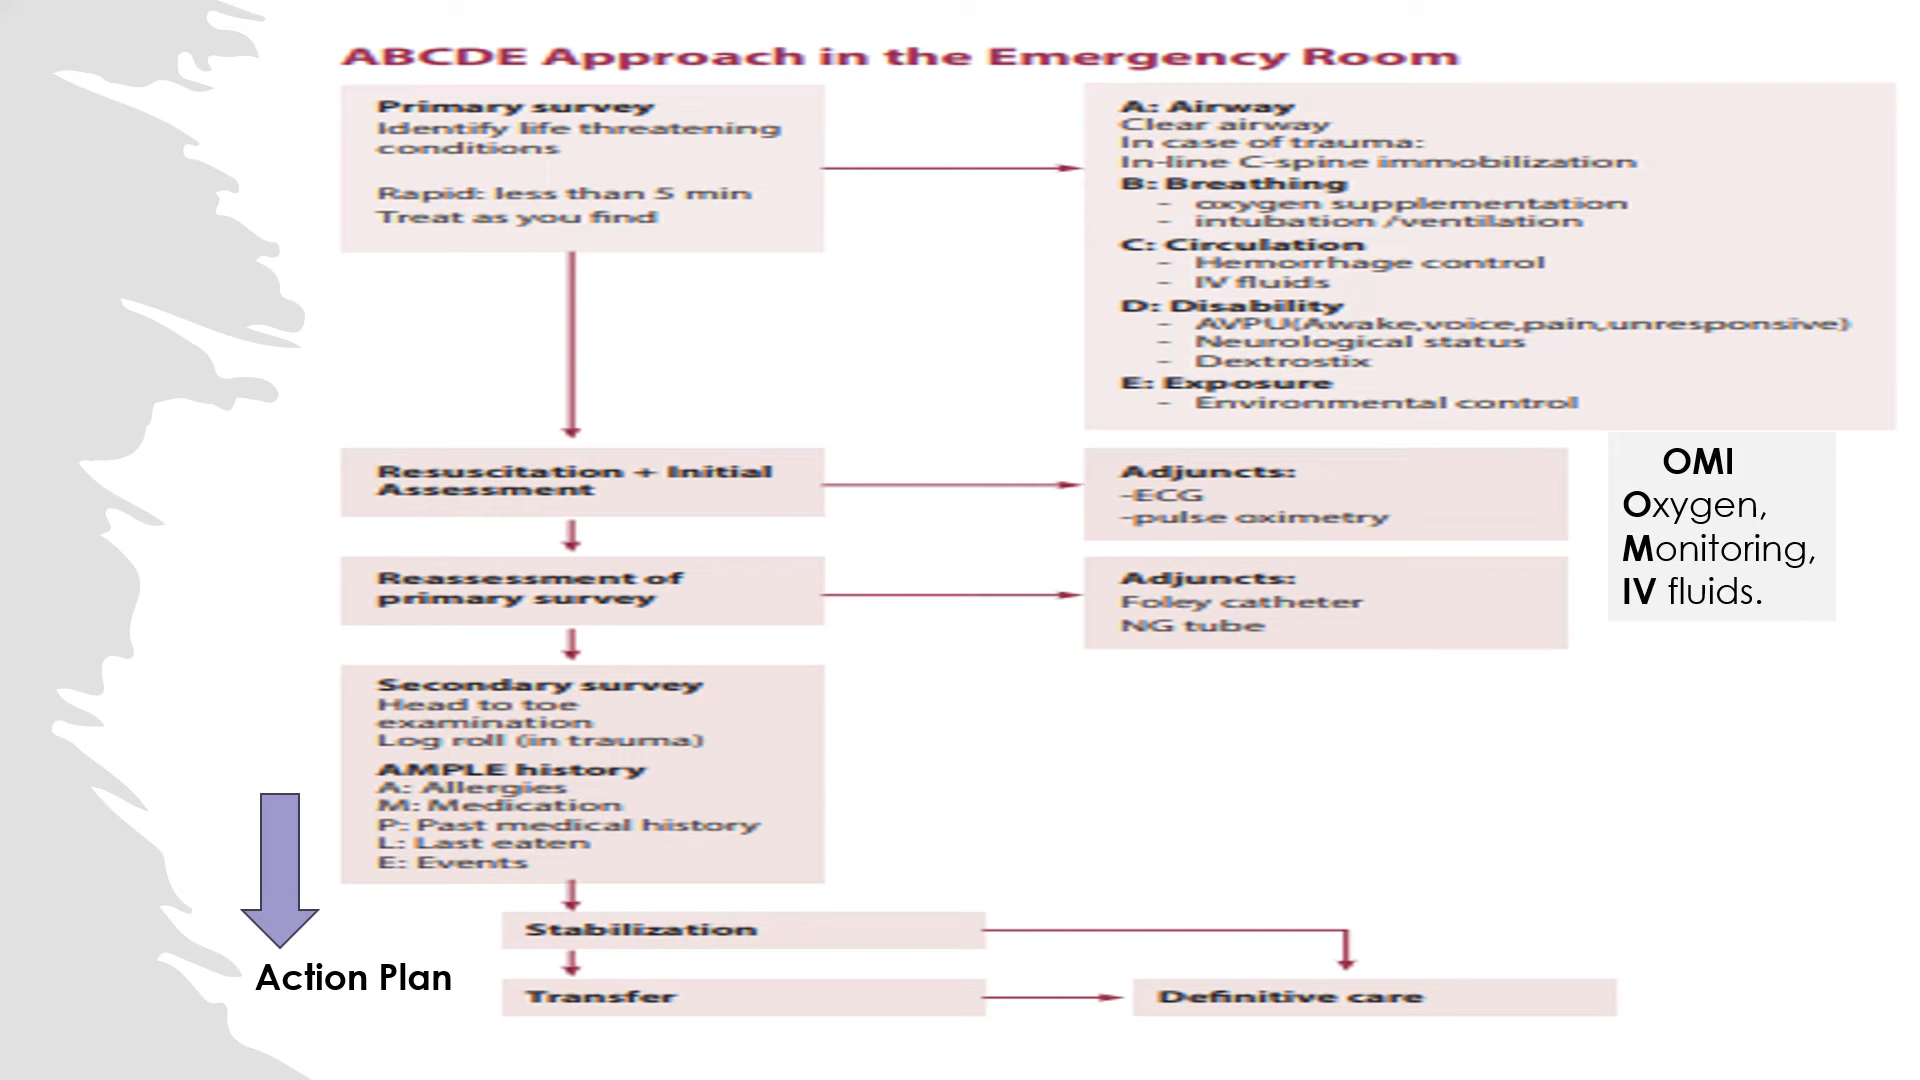 ABCDE Approach in the Emergency Room
Primary survey
Identify life threatening
conditions
Rapid: less than 5 min
Treat as you find
A: Airway
Clear airway
In case of trauma:
In-line C-spine immobilization
B: Breathing
- oxygen supplementation
- intubation /ventilation
C: Circulation
- Hemorrhage control
- IV fluids
D: Disability
- AVPU(Awake,voice,pain,unresponsive)
- Neurological status
- Dextrostix
E: Exposure
- Environmental control
Resuscitation + Initial
Assessment
Adjuncts:
-ECG
-pulse oximetry
OMI
Oxygen,
Monitoring,
IV fluids.
Reassessment of
primary survey
Adjuncts:
Foley catheter
NG tube
Secondary survey
Head to toe
examination
Log roll (in trauma)
AMPLE history
A: Allergies
M: Medication
P: Past medical history
L: Last eaten
E: Events
Stabilization
Action Plan
Transfer
Definitive care